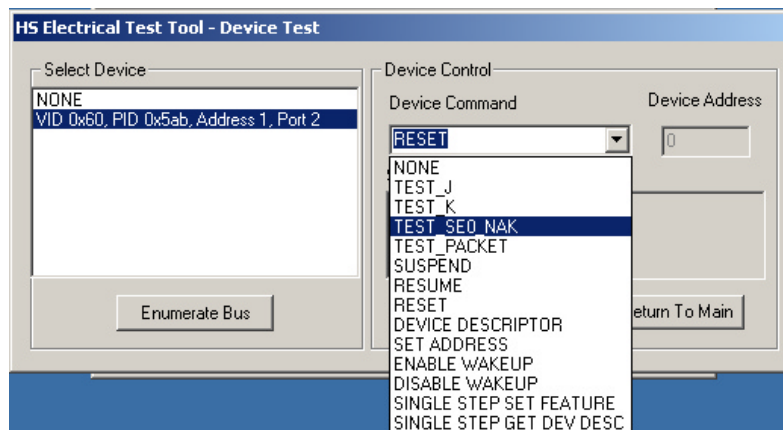 HS Electrical Test Tool - Device Test
Select Device
NONE
VID 0x60, PID 0x5ab, Address 1, Port 2
Enumerate Bus
Device Control
Device Command
Device Address
RESET
0
NONE
TEST_J
TEST_K
TEST_SE0_NAK
TEST_PACKET
SUSPEND
RESUME
RESET
DEVICE DESCRIPTOR
SET ADDRESS
ENABLE WAKEUP
DISABLE WAKEUP
SINGLE STEP SET FEATURE
SINGLE STEP GET DEV DESC
eturn To Main